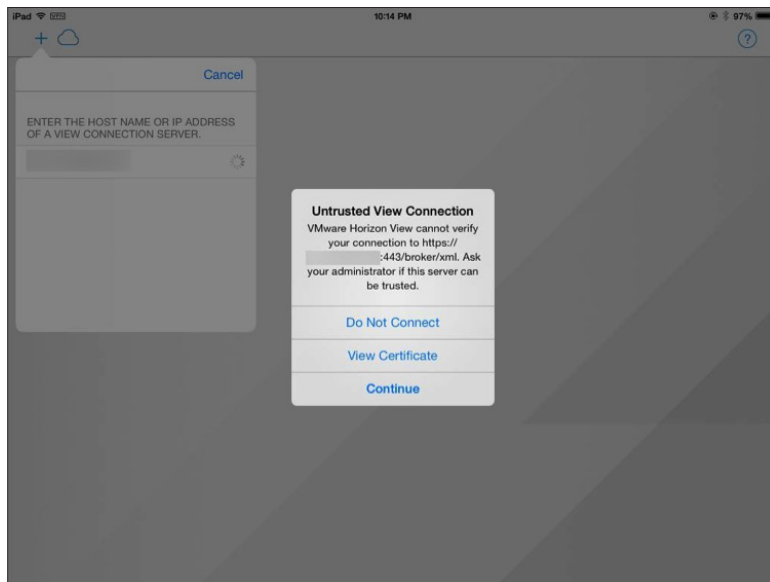 iPad VPN 10:14 PM 97%
+ ?
Cancel
ENTER THE HOST NAME OR IP ADDRESS
OF A VIEW CONNECTION SERVER.
Untrusted View Connection
VMware Horizon View cannot verify
your connection to https://
:443/broker/xml. Ask
your administrator if this server can
be trusted.
Do Not Connect
View Certificate
Continue